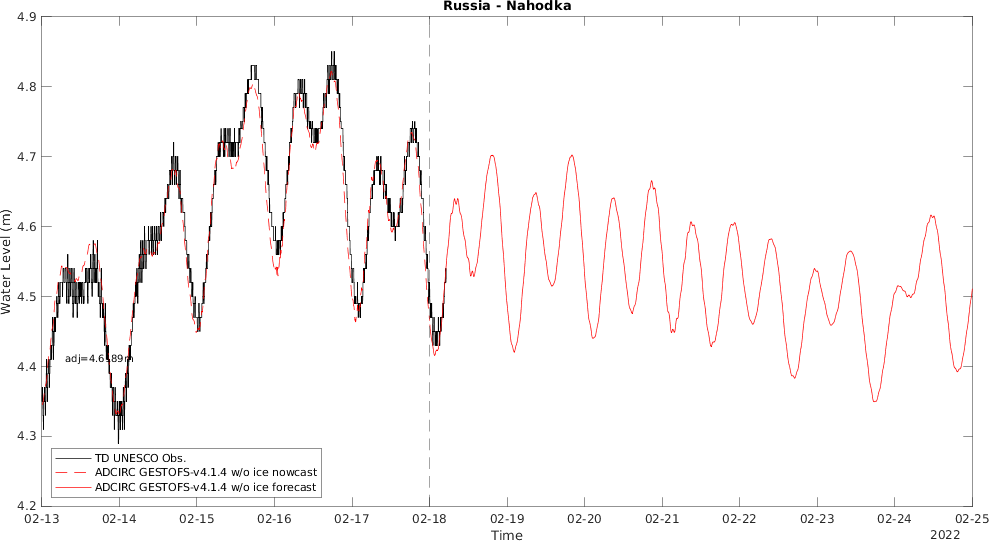 Russia - Nahodka
4.9
4.8
4.7
4.6
4.5
4.4
4.3
4.2
Water Level (m)
TD UNESCO Obs.
ADCIRC GESTOFS-v4.1.4 w/o ice nowcast
ADCIRC GESTOFS-v4.1.4 w/o ice forecast
02-13 02-14 02-15 02-16 02-17 02-18 02-19 02-20 02-21 02-22 02-23 02-24 02-25
Time
2022